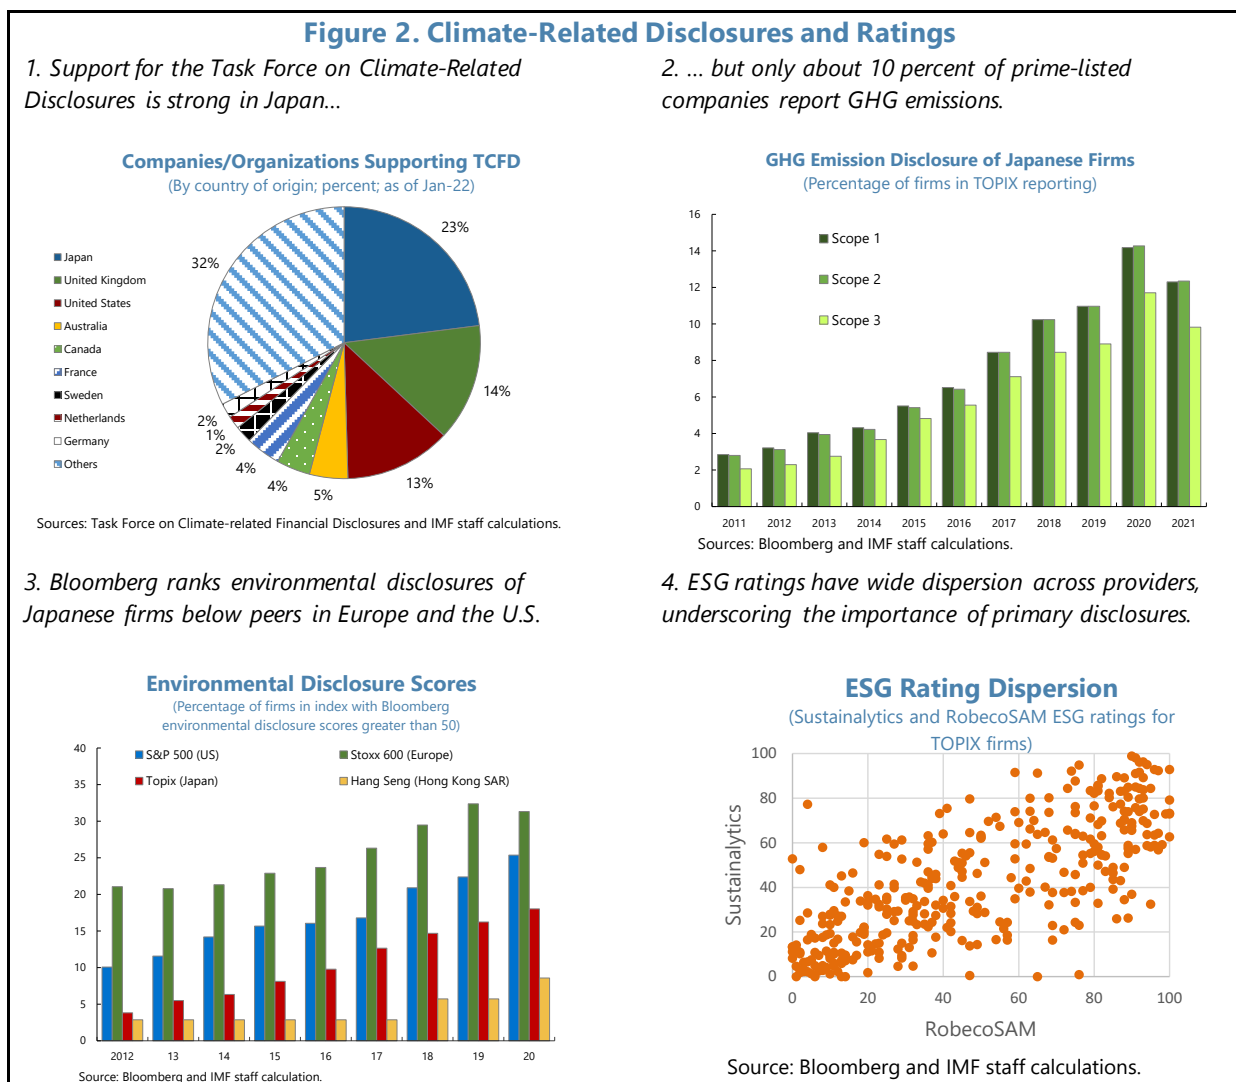 Figure 2. Climate-Related Disclosures and Ratings
1. Support for the Task Force on Climate-Related
Disclosures is strong in Japan…
Companies/Organizations Supporting TCFD
(By country of origin; percent; as of Jan-22)
Japan
United Kingdom
United States
Australia
Canada
France
Sweden
Netherlands
Germany
Others
23%
14%
13%
5%
4%
4%
2%
1%
2%
32%
Sources: Task Force on Climate-related Financial Disclosures and IMF staff calculations.
2. … but only about 10 percent of prime-listed
companies report GHG emissions.
GHG Emission Disclosure of Japanese Firms
(Percentage of firms in TOPIX reporting)
16
14
12
10
8
6
4
2
0
Scope 1
Scope 2
Scope 3
2011 2012 2013 2014 2015 2016 2017 2018 2019 2020 2021
Sources: Bloomberg and IMF staff calculations.
3. Bloomberg ranks environmental disclosures of
Japanese firms below peers in Europe and the U.S.
Environmental Disclosure Scores
(Percentage of firms in index with Bloomberg
environmental disclosure scores greater than 50)
40
35
30
25
20
15
10
5
0
S&P 500 (US) Stoxx 600 (Europe)
Topix (Japan) Hang Seng (Hong Kong SAR)
2012 13 14 15 16 17 18 19 20
Source: Bloomberg and IMF staff calculation.
4. ESG ratings have wide dispersion across providers,
underscoring the importance of primary disclosures.
ESG Rating Dispersion
(Sustainalytics and RobecoSAM ESG ratings for
TOPIX firms)
Sustainalytics
100
80
60
40
20
0
0 20 40 60 80 100
RobecoSAM
Source: Bloomberg and IMF staff calculations.